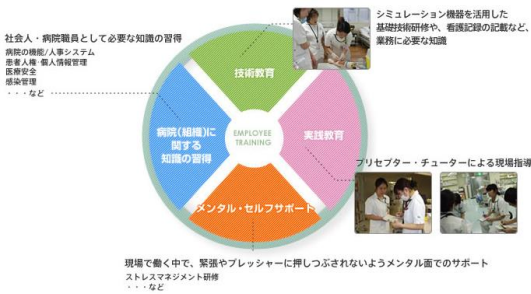 社会人・病院職員として必要な知識の習得
病院の機能/人事システム
患者人権・個人情報管理
医療安全
感染管理
・・・など
シミュレーション機器を活用した
基礎技術研修や、看護記録の記載など、
業務に必要な知識
技術教育
病院(組織)に
関する
知識の習得
EMPLOYEE
TRAINING
実践教育
プリセプター・チューターによる現場指導
メンタル・セルフサポート
現場で働く中で、緊張やプレッシャーに押しつぶされないようメンタル面でのサポート
ストレスマネジメント研修
・・・など